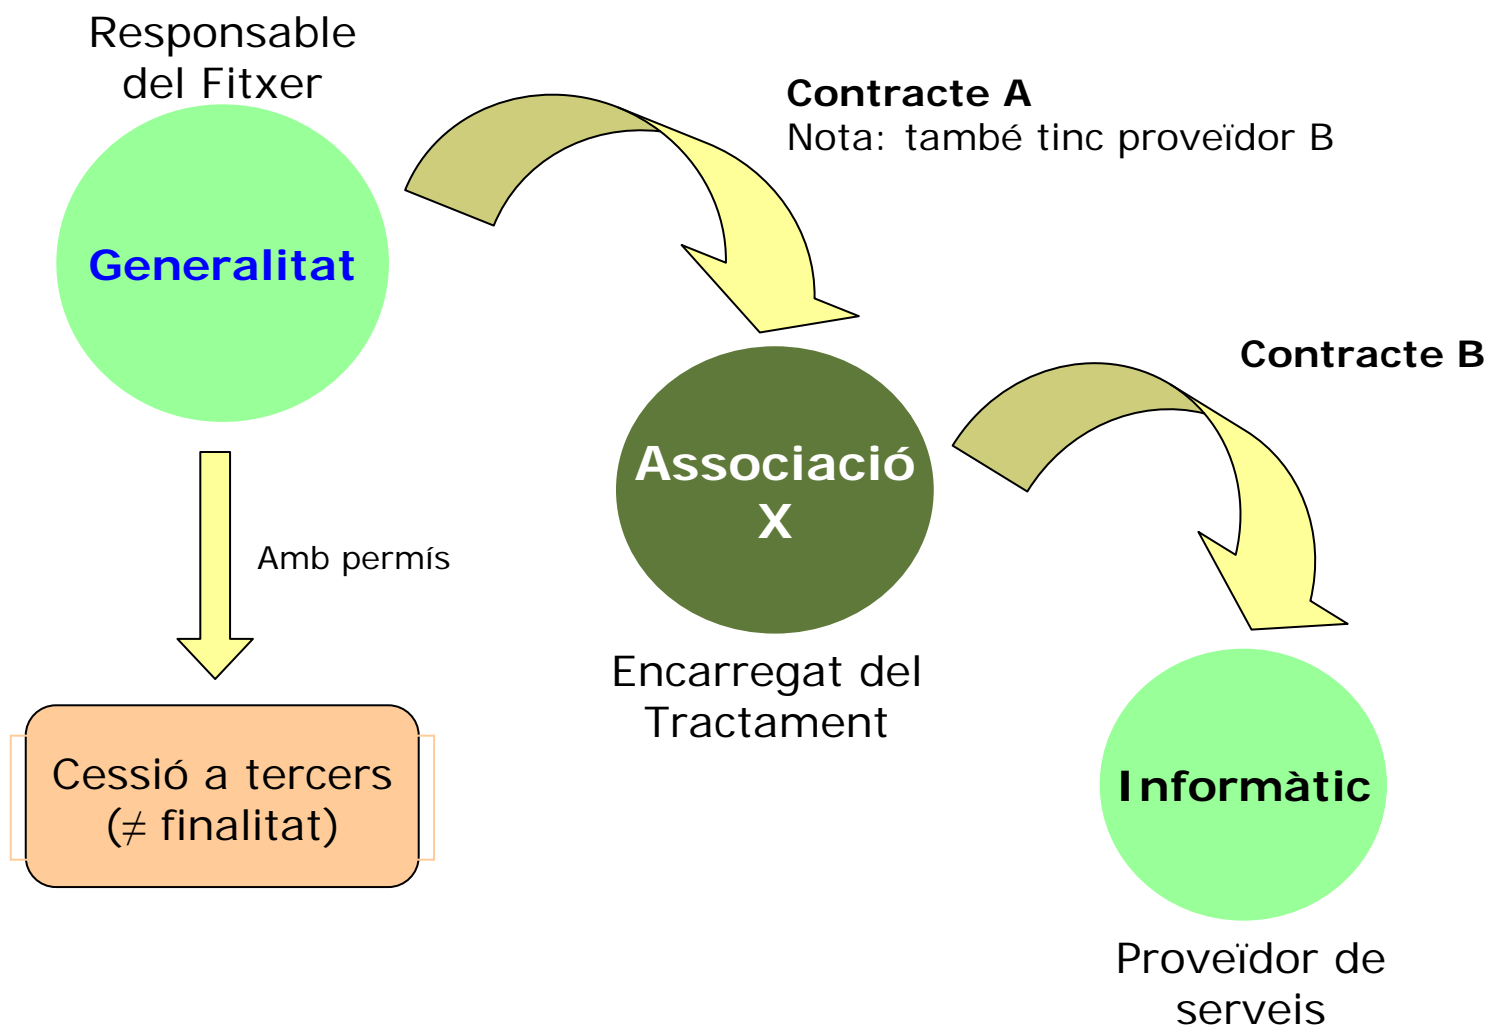 Responsable
del Fitxer
Contracte A
Nota: també tinc proveïdor B
Generalitat
Contracte B
Associació
X
Amb permís
Encarregat del
Tractament
Cessió a tercers
(≠ finalitat)
Informàtic
Proveïdor de
serveis